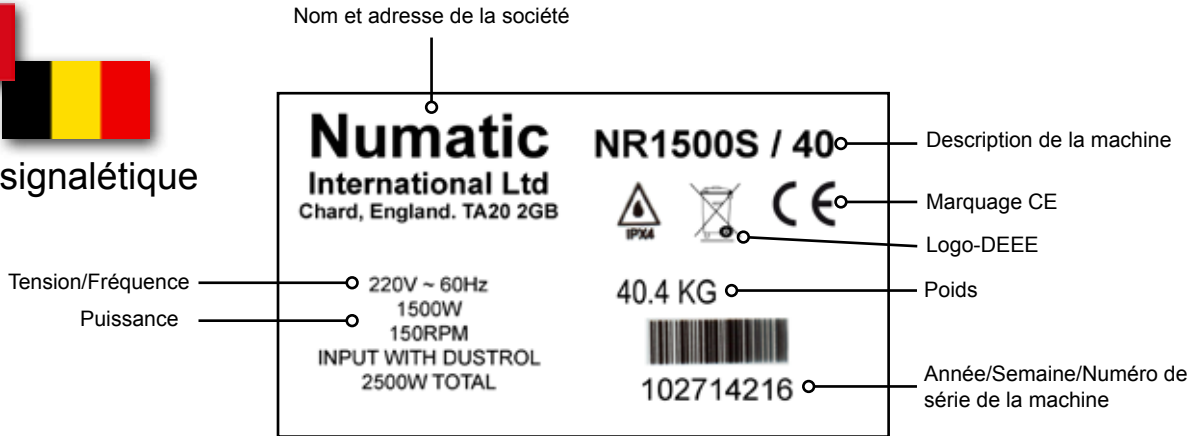 Nom et adresse de la société
signalétique
Numatic
International Ltd
Chard, England. TA20 2GB
NR1500S / 40
Description de la machine
IPX4
CE
Marquage CE
Logo-DEEE
Tension/Fréquence
220V ~ 60Hz
Puissance
1500W
150RPM
INPUT WITH DUSTROL
2500W TOTAL
40.4 KG
Poids
102714216
Année/Semaine/Numéro de
série de la machine